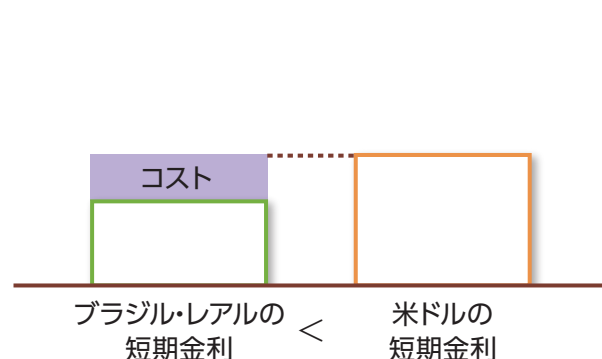 コスト
ブラジル・レアルの
短期金利
<
米ドルの
短期金利